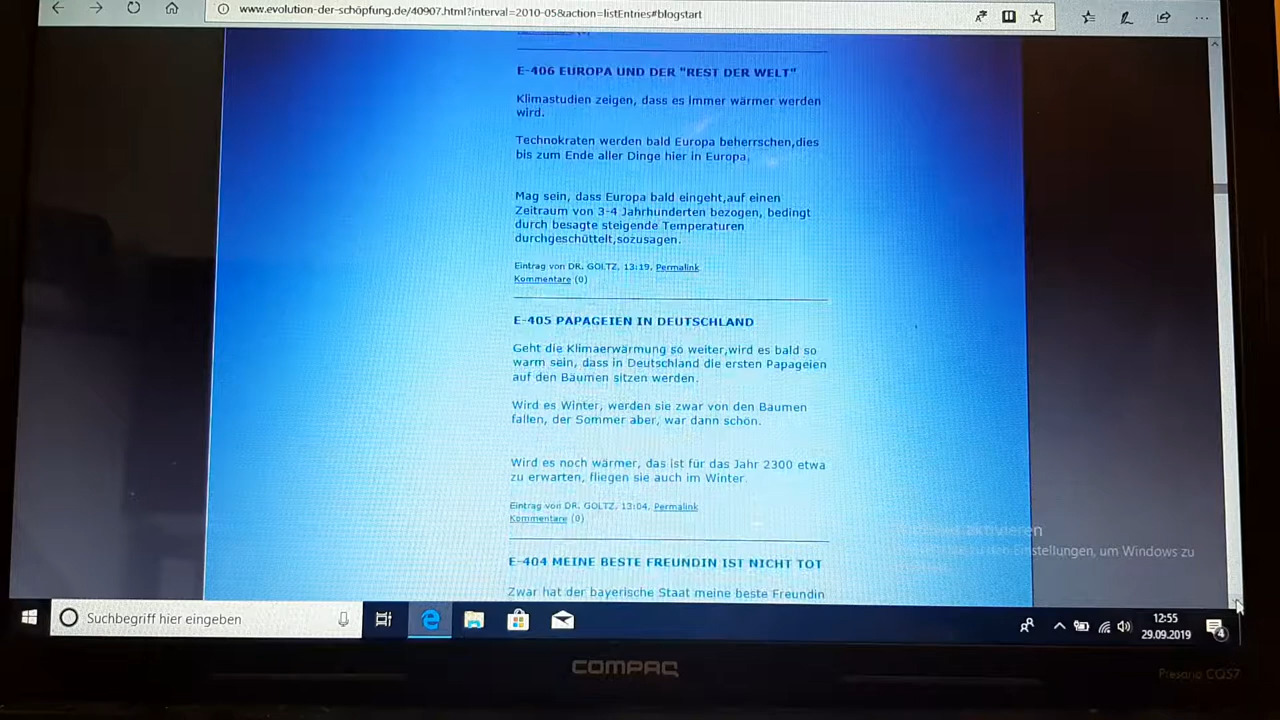 www.evolution-der-schöpfung.de/40907.html?interval=2010-05&action=listEntries#blogstart
E-406 EUROPA UND DER "REST DER WELT"
Klimastudien zeigen, dass es immer wärmer werden
wird.
Technokraten werden bald Europa beherrschen,dies
bis zum Ende aller Dinge hier in Europa.
Mag sein, dass Europa bald eingeht,auf einen
Zeitraum von 3-4 Jahrhunderten bezogen, bedingt
durch besagte steigende Temperaturen
durchgeschüttelt,sozusagen.
Eintrag von DR. GOLTZ, 13:19, Permalink
Kommentare (0)
E-405 PAPAGEIEN IN DEUTSCHLAND
Geht die Klimaerwärmung so weiter,wird es bald so
warm sein, dass in Deutschland die ersten Papageien
auf den Bäumen sitzen werden.
Wird es Winter, werden sie zwar von den Bäumen
fallen, der Sommer aber, war dann schön.
Wird es noch wärmer, das ist für das Jahr 2300 etwa
zu erwarten, fliegen sie auch im Winter.
Eintrag von DR. GOLTZ, 13:04, Permalink
Kommentare (0)
aktivieren
Einstellungen, um Windows zu
E-404 MEINE BESTE FREUNDIN IST NICHT TOT
Zwar hat der bayerische Staat meine beste Freundin
Suchbegriff hier eingeben
12:55
29.09.2019
4
COMPAQ
Presario CQ57